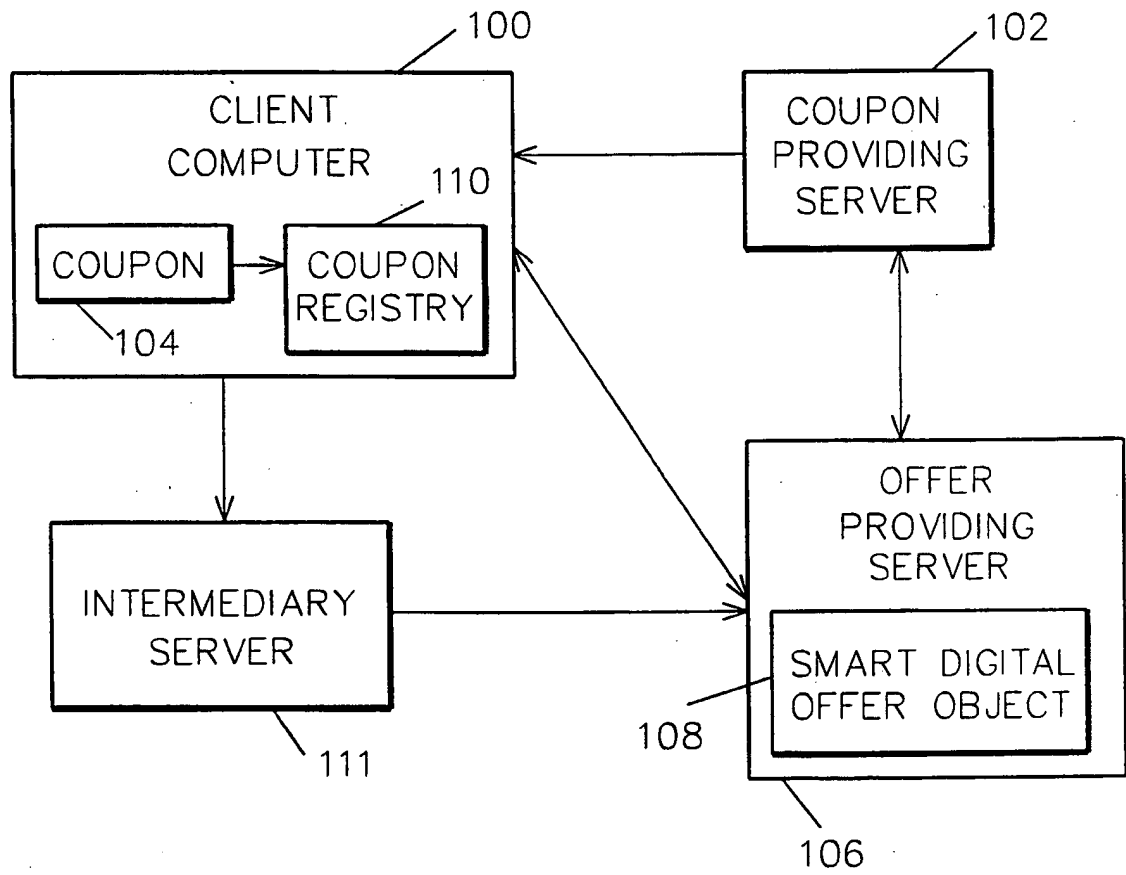 100
CLIENT
COMPUTER
110
COUPON
COUPON
REGISTRY
104
102
COUPON
PROVIDING
SERVER
INTERMEDIARY
SERVER
111
OFFER
PROVIDING
SERVER
SMART DIGITAL
OFFER OBJECT
108
106